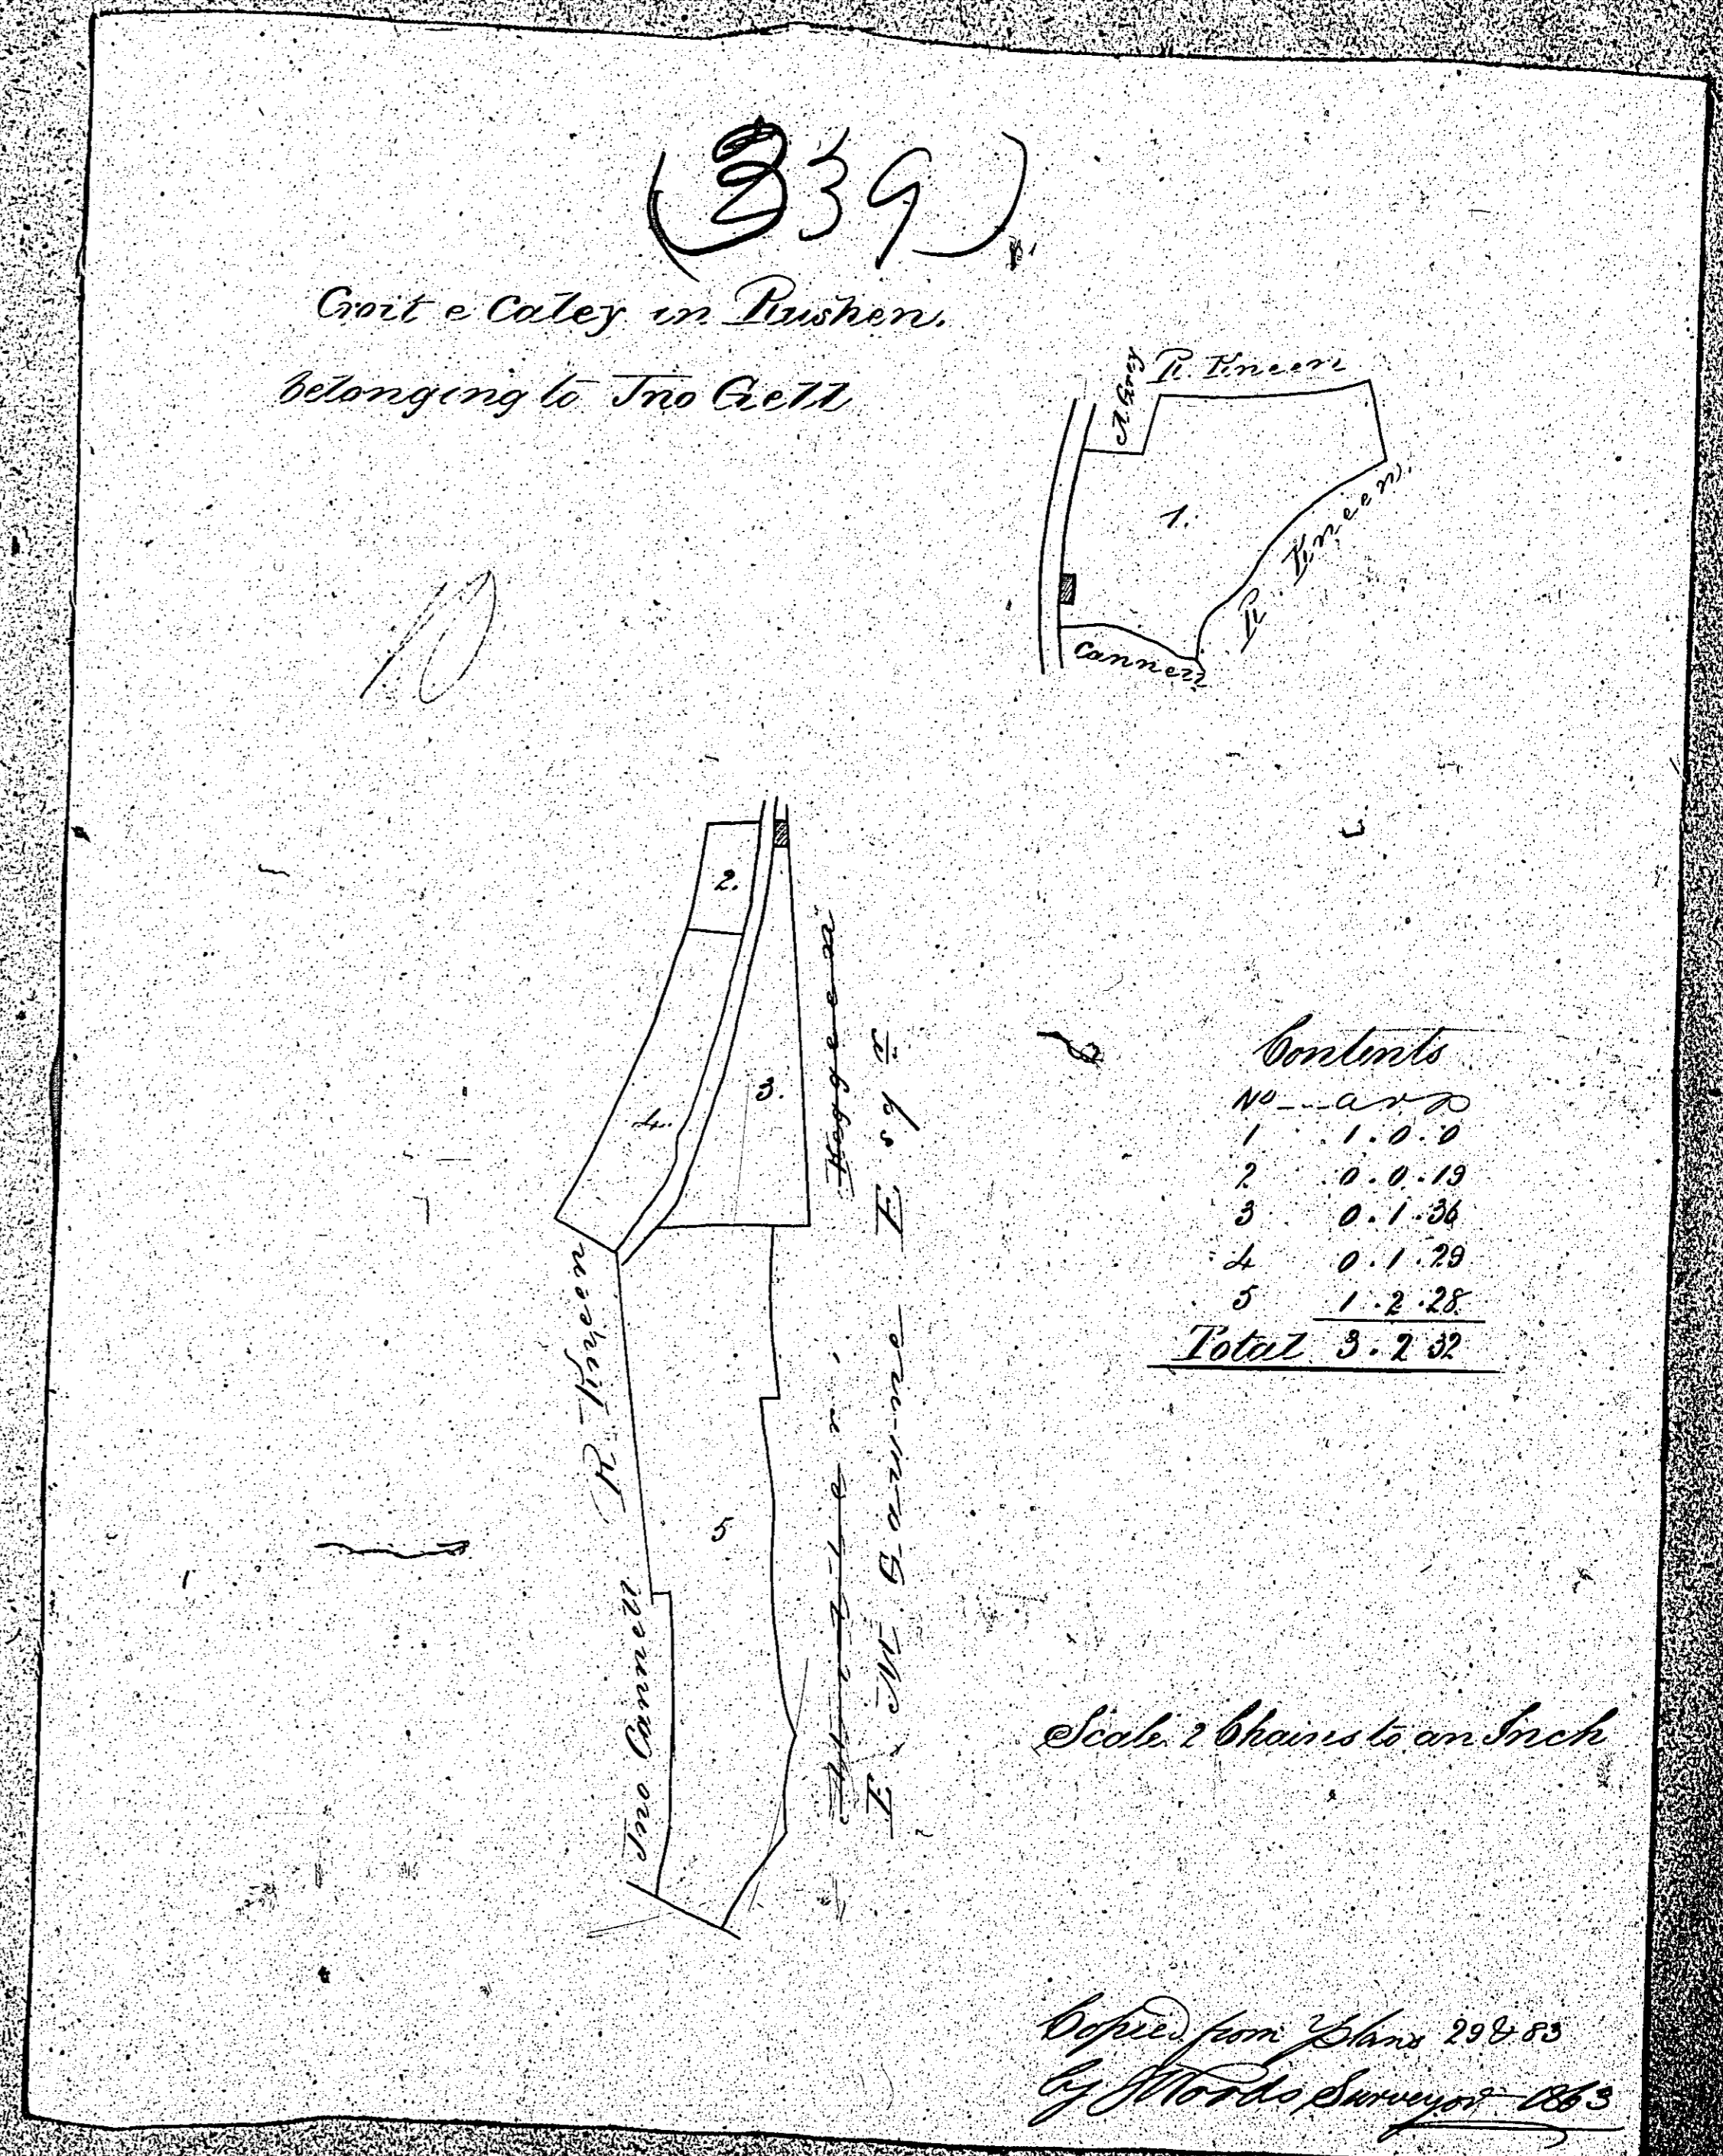 (339)
Croit e Caley in Rushen.
belonging to Jno Gell
A Grey
R. Kneen
1.
R. Kneen.
Cannell
2.
3.
4.
Keggeen
E. M. Gawne Esqr
R Kneen
5
Jno Cannell
Contents
No -- a r p
1 1.0.0
2 0.0.19
3 0.1.36
4 0.1.29
5 1.2.28
Total 3.2 32
Scale 2 Chains to an Inch
Copied from Plans 29 & 83
by J Woods Surveyor 1863